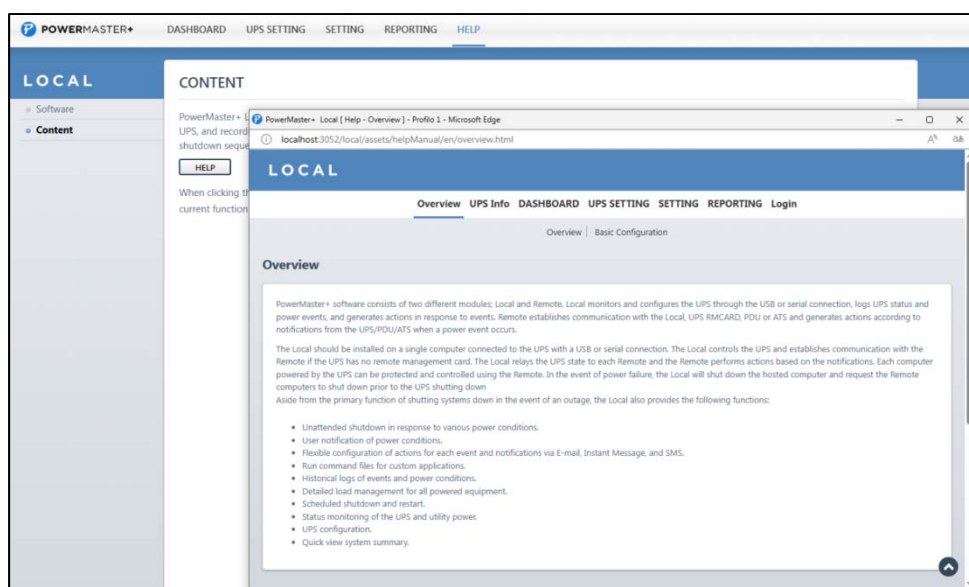 POWERMASTER+ DASHBOARD UPS SETTING SETTING REPORTING HELP
LOCAL
Software
Content
CONTENT
PowerMaster+ L
UPS, and record
shutdown seque
HELP
When clicking th
current function
PowerMaster+ Local [ Help - Overview ] - Profilo 1 - Microsoft Edge
localhost:3052/local/assets/helpManual/en/overview.html
LOCAL
Overview UPS Info DASHBOARD UPS SETTING SETTING REPORTING Login
Overview | Basic Configuration
Overview
PowerMaster+ software consists of two different modules; Local and Remote. Local monitors and configures the UPS through the USB or serial connection, logs UPS status and
power events, and generates actions in response to events. Remote establishes communication with the Local, UPS RMCARD, PDU or ATS and generates actions according to
notifications from the UPS/PDU/ATS when a power event occurs.
The Local should be installed on a single computer connected to the UPS with a USB or serial connection. The Local controls the UPS and establishes communication with the
Remote if the UPS has no remote management card. The Local relays the UPS state to each Remote and the Remote performs actions based on the notifications. Each computer
powered by the UPS can be protected and controlled using the Remote. In the event of power failure, the Local will shut down the hosted computer and request the Remote
computers to shut down prior to the UPS shutting down
Aside from the primary function of shutting systems down in the event of an outage, the Local also provides the following functions:
• Unattended shutdown in response to various power conditions.
• User notification of power conditions.
• Flexible configuration of actions for each event and notifications via E-mail, Instant Message, and SMS.
• Run command files for custom applications.
• Historical logs of events and power conditions.
• Detailed load management for all powered equipment.
• Scheduled shutdown and restart.
• Status monitoring of the UPS and utility power.
• UPS configuration.
• Quick view system summary.